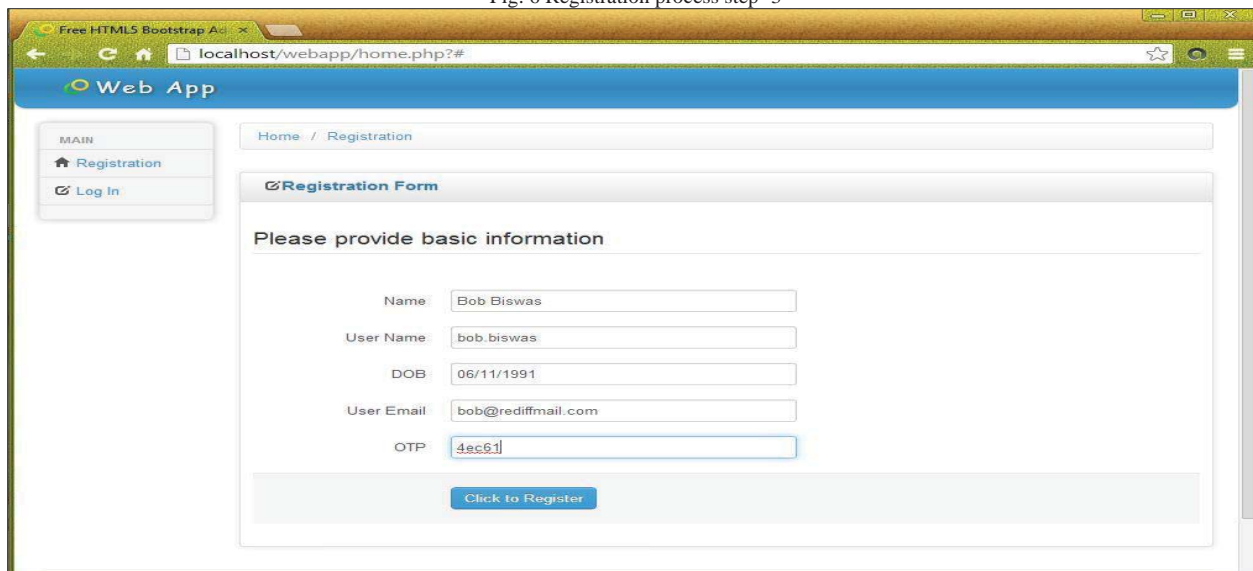 Fig. 6 Registration process step -3
Free HTML5 Bootstrap Ad
localhost/webapp/home.php?#
Web App
MAIN
Registration
Log In
Home / Registration
Registration Form
Please provide basic information
Name Bob Biswas
User Name bob.biswas
DOB 06/11/1991
User Email bob@rediffmail.com
OTP 4ec61
Click to Register